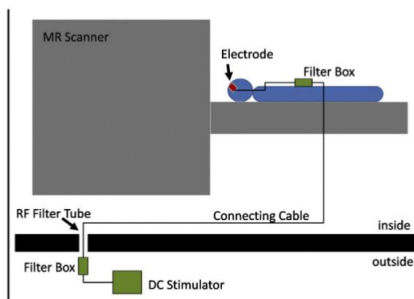 MR Scanner
Electrode
Filter Box
RF Filter Tube
Connecting Cable
inside
outside
Filter Box
DC Stimulator